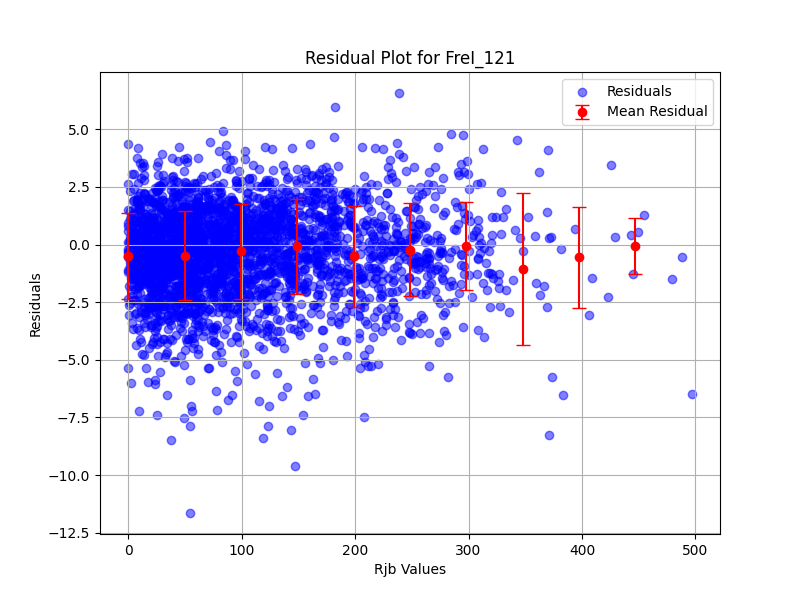 Residual Plot for FreI_121
Residuals
Mean Residual
5.0
2.5
0.0
−2.5
−5.0
−7.5
−10.0
−12.5
Residuals
0 100 200 300 400 500
Rjb Values